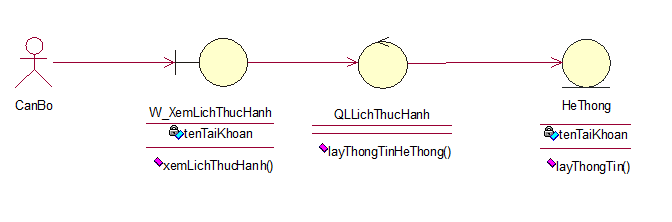 CanBo
W_XemLichThucHanh
tenTaiKhoan
xemLichThucHanh()
QLLichThucHanh
layThongTinHeThong()
HeThong
tenTaiKhoan
layThongTin()